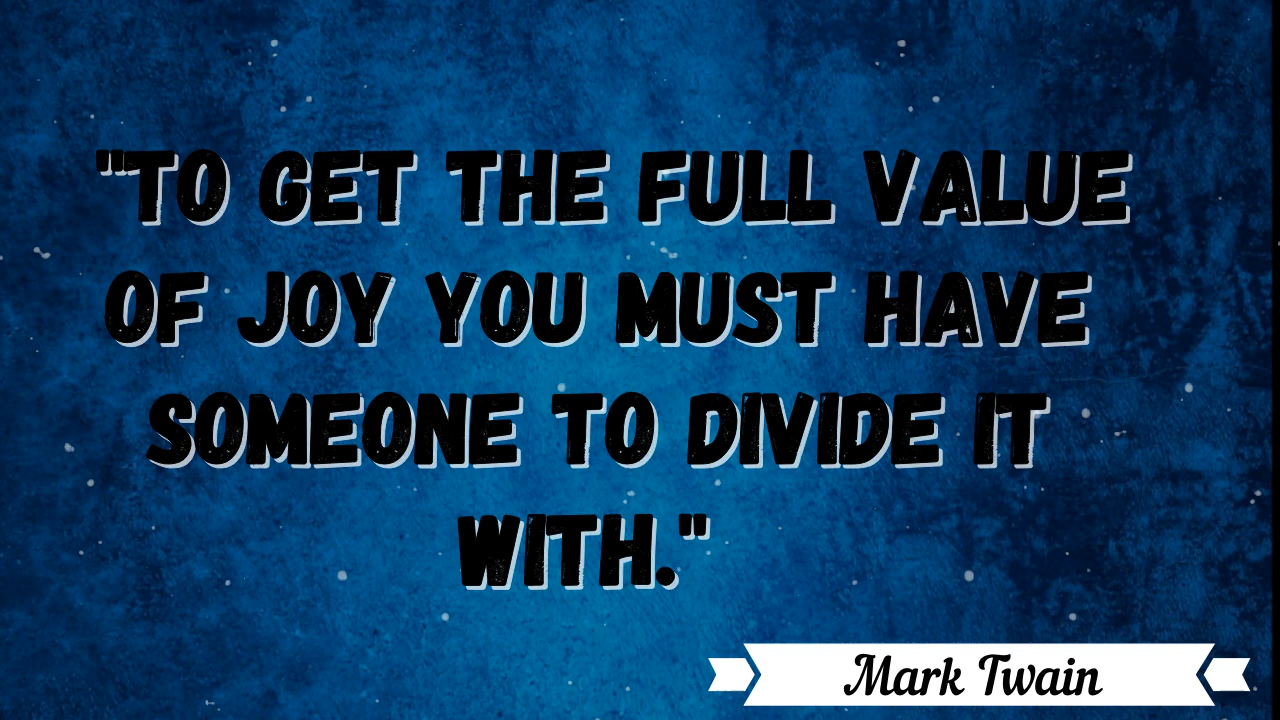 "TO GET THE FULL VALUE
OF JOY YOU MUST HAVE
SOMEONE TO DIVIDE IT
WITH."
Mark Twain